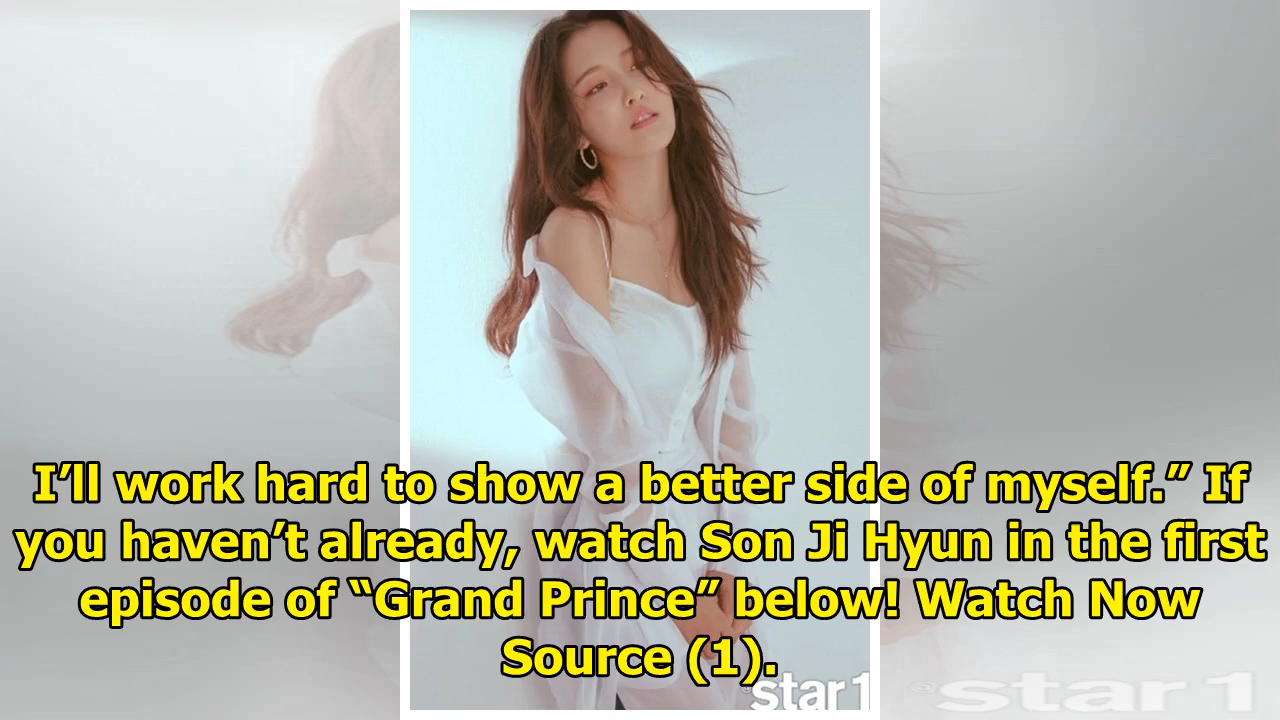 I’ll work hard to show a better side of myself.” If
you haven’t already, watch Son Ji Hyun in the first
episode of “Grand Prince” below! Watch Now
Source (1).
@star1
@star1